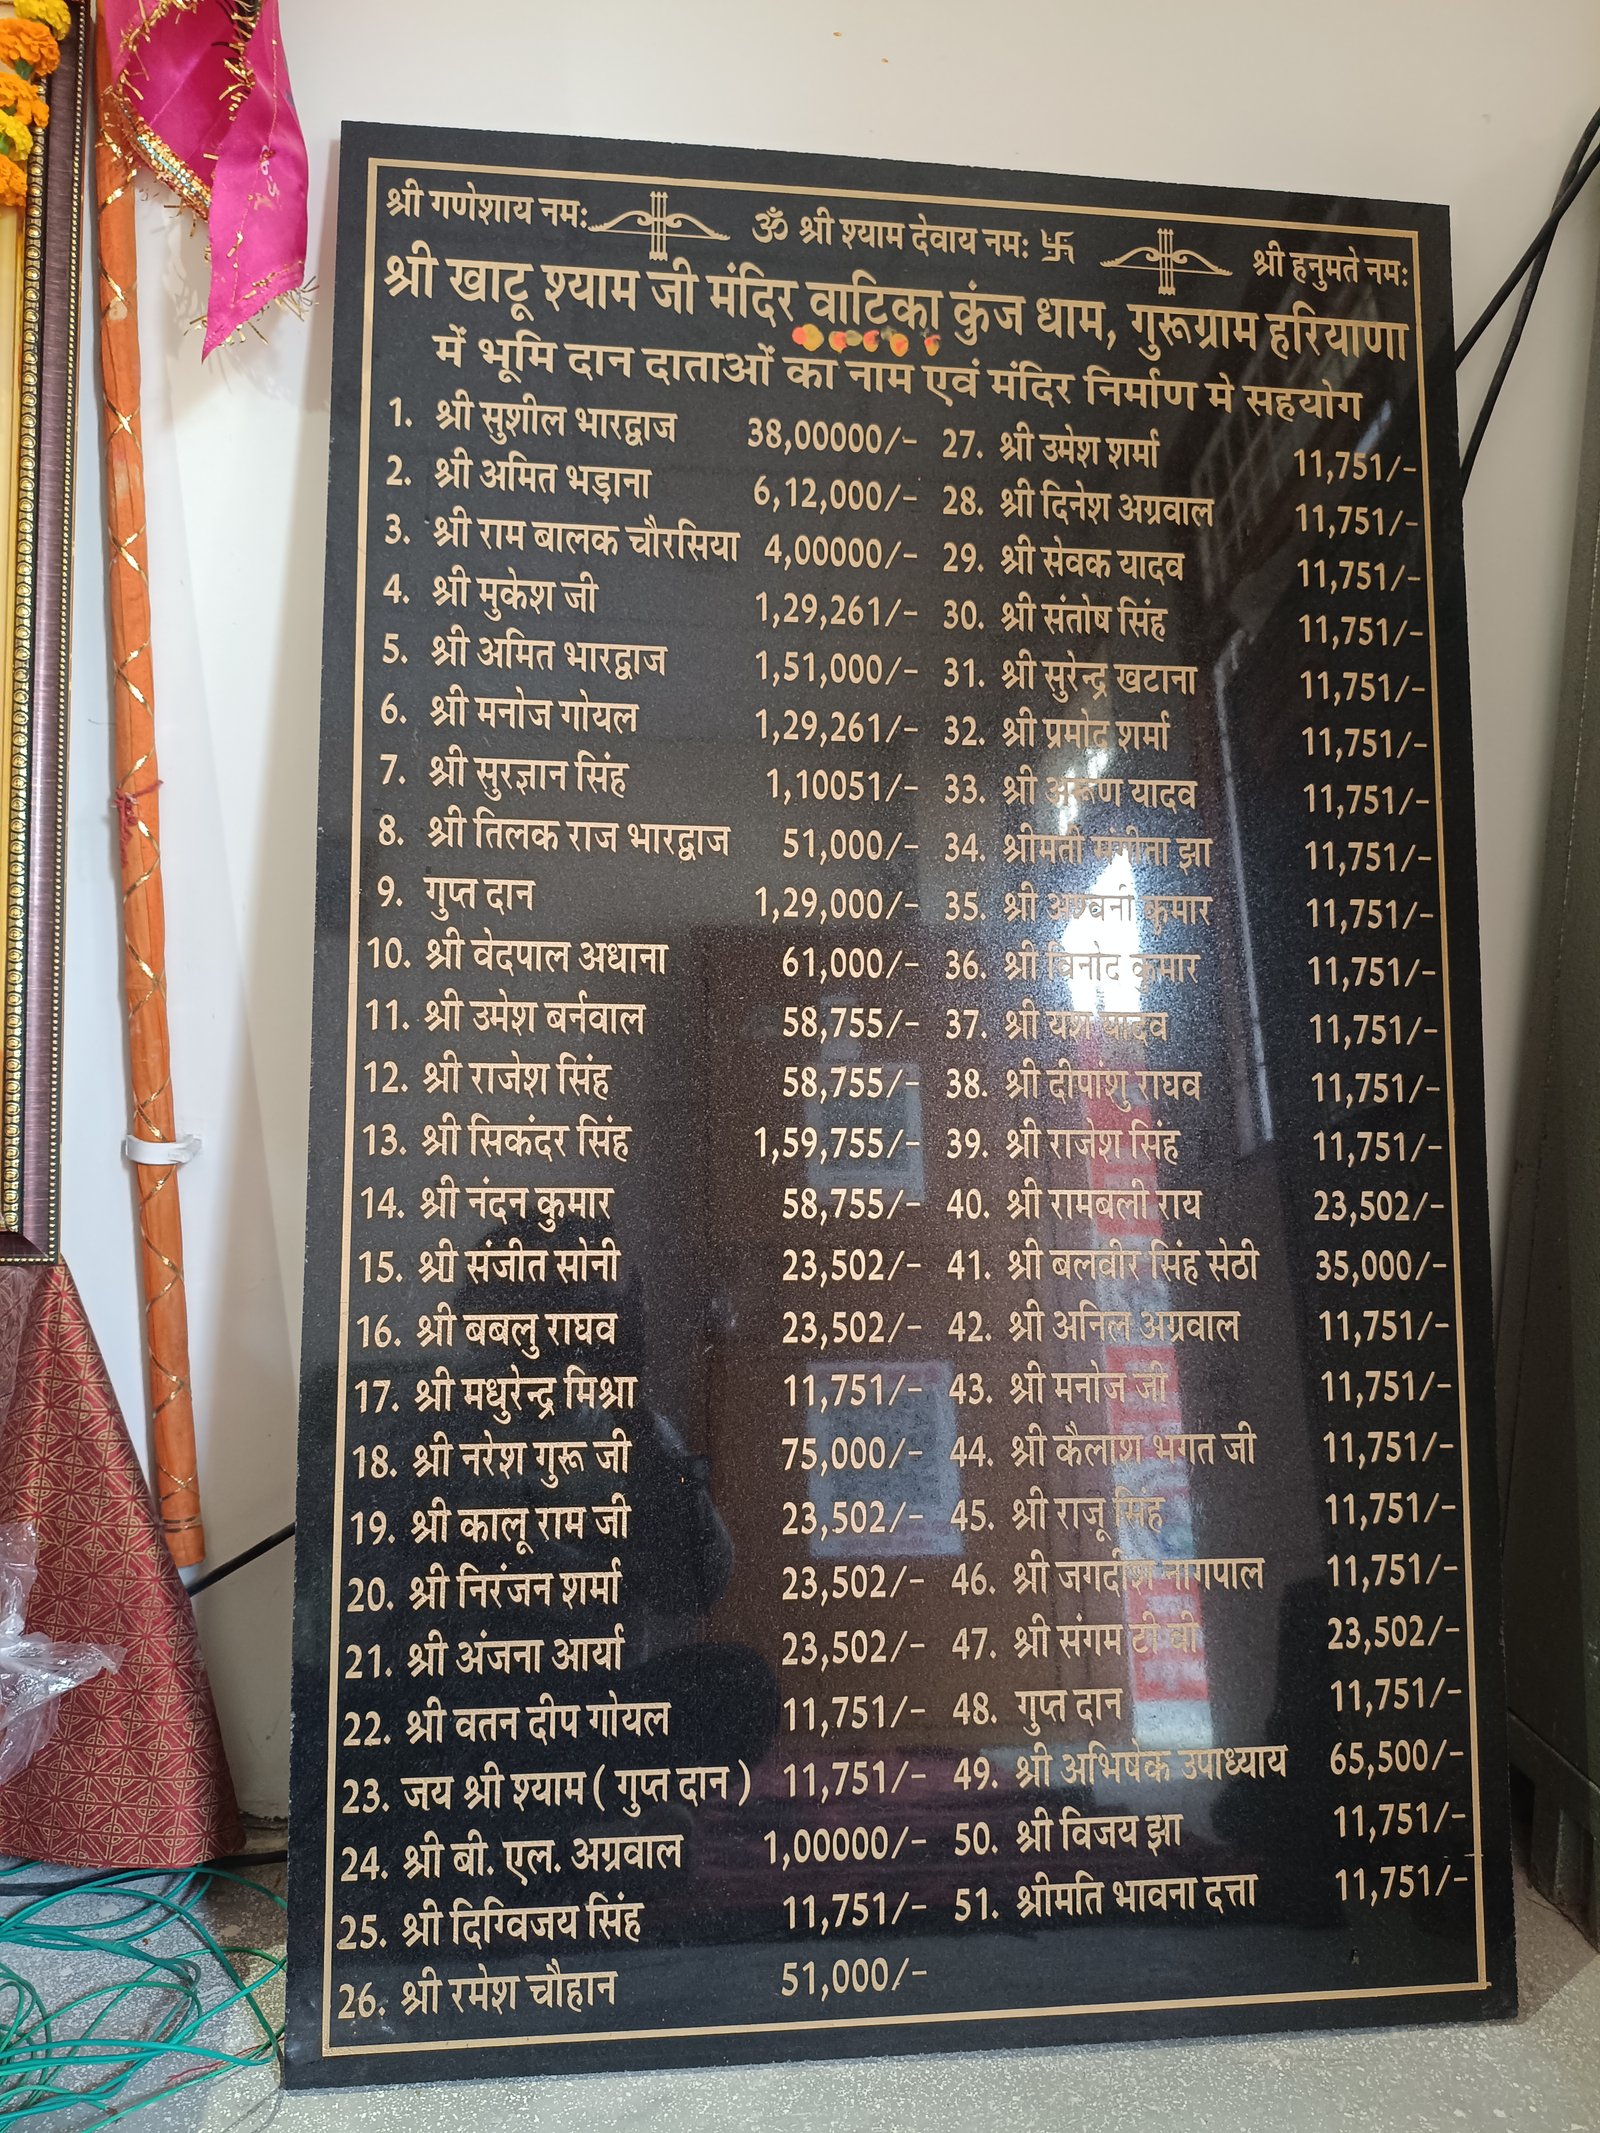 श्री गणेशाय नमः ॐ श्री श्याम देवाय नमः 卐 श्री हनुमते नमः
श्री खाटू श्याम जी मंदिर वाटिका कुंज धाम, गुरूग्राम हरियाणा
में भूमि दान दाताओं का नाम एवं मंदिर निर्माण मे सहयोग
1. श्री सुशील भारद्वाज 38,00000/-
2. श्री अमित भड़ाना 6,12,000/-
3. श्री राम बालक चौरसिया 4,00000/-
4. श्री मुकेश जी 1,29,261/-
5. श्री अमित भारद्वाज 1,51,000/-
6. श्री मनोज गोयल 1,29,261/-
7. श्री सुरज्ञान सिंह 1,10051/-
8. श्री तिलक राज भारद्वाज 51,000/-
9. गुप्त दान 1,29,000/-
10. श्री वेदपाल अधाना 61,000/-
11. श्री उमेश बर्नवाल 58,755/-
12. श्री राजेश सिंह 58,755/-
13. श्री सिकंदर सिंह 1,59,755/-
14. श्री नंदन कुमार 58,755/-
15. श्री संजीत सोनी 23,502/-
16. श्री बबलु राघव 23,502/-
17. श्री मधुरेन्द्र मिश्रा 11,751/-
18. श्री नरेश गुरू जी 75,000/-
19. श्री कालू राम जी 23,502/-
20. श्री निरंजन शर्मा 23,502/-
21. श्री अंजना आर्या 23,502/-
22. श्री वतन दीप गोयल 11,751/-
23. जय श्री श्याम ( गुप्त दान ) 11,751/-
24. श्री बी. एल. अग्रवाल 1,00000/-
25. श्री दिग्विजय सिंह 11,751/-
26. श्री रमेश चौहान 51,000/-
27. श्री उमेश शर्मा 11,751/-
28. श्री दिनेश अग्रवाल 11,751/-
29. श्री सेवक यादव 11,751/-
30. श्री संतोष सिंह 11,751/-
31. श्री सुरेन्द्र खटाना 11,751/-
32. श्री प्रमोद शर्मा 11,751/-
33. श्री अरूण यादव 11,751/-
34. श्रीमती झा 11,751/-
35. श्री अश्वनी कुमार 11,751/-
36. श्री विनोद कुमार 11,751/-
37. श्री यश यादव 11,751/-
38. श्री दीपांशु राघव 11,751/-
39. श्री राजेश सिंह 11,751/-
40. श्री रामबली राय 23,502/-
41. श्री बलवीर सिंह सेठी 35,000/-
42. श्री अनिल अग्रवाल 11,751/-
43. श्री मनोज जी 11,751/-
44. श्री कैलाश भगत जी 11,751/-
45. श्री राजू सिंह 11,751/-
46. श्री जगदीश नागपाल 11,751/-
47. श्री संगम टी वी 23,502/-
48. गुप्त दान 11,751/-
49. श्री अभिषेक उपाध्याय 65,500/-
50. श्री विजय झा 11,751/-
51. श्रीमति भावना दत्ता 11,751/-